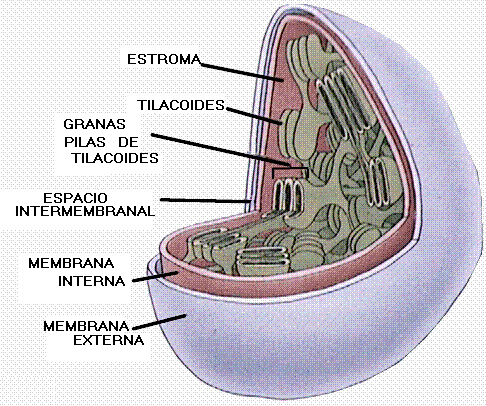 ESTROMA
TILACOIDES
GRANAS
PILAS DE
TILACOIDES
ESPACIO
INTERMEMBRANAL
MEMBRANA
INTERNA
MEMBRANA
EXTERNA